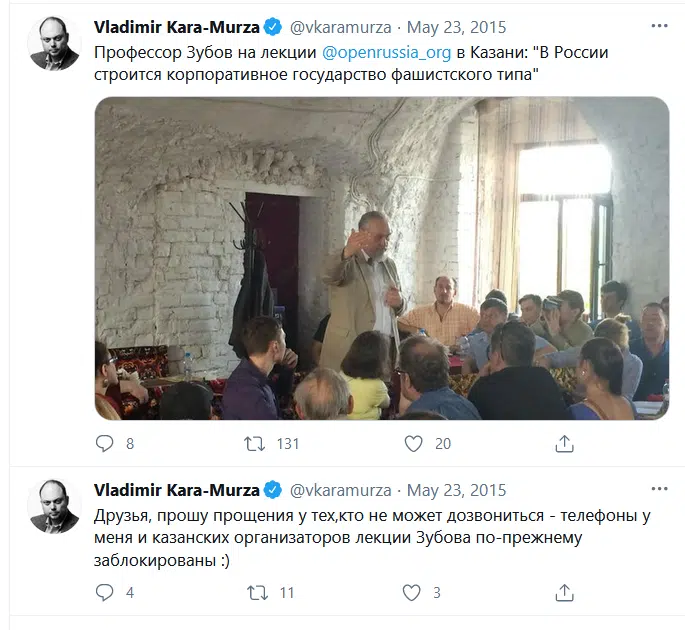 Vladimir Kara-Murza @vkaramurza · May 23, 2015
Профессор Зубов на лекции @openrussia_org в Казани: "В России
строится корпоративное государство фашистского типа"
8 131 20
Vladimir Kara-Murza @vkaramurza · May 23, 2015
Друзья, прошу прощения у тех,кто не может дозвониться - телефоны у
меня и казанских организаторов лекции Зубова по-прежнему
заблокированы :)
4 11 3